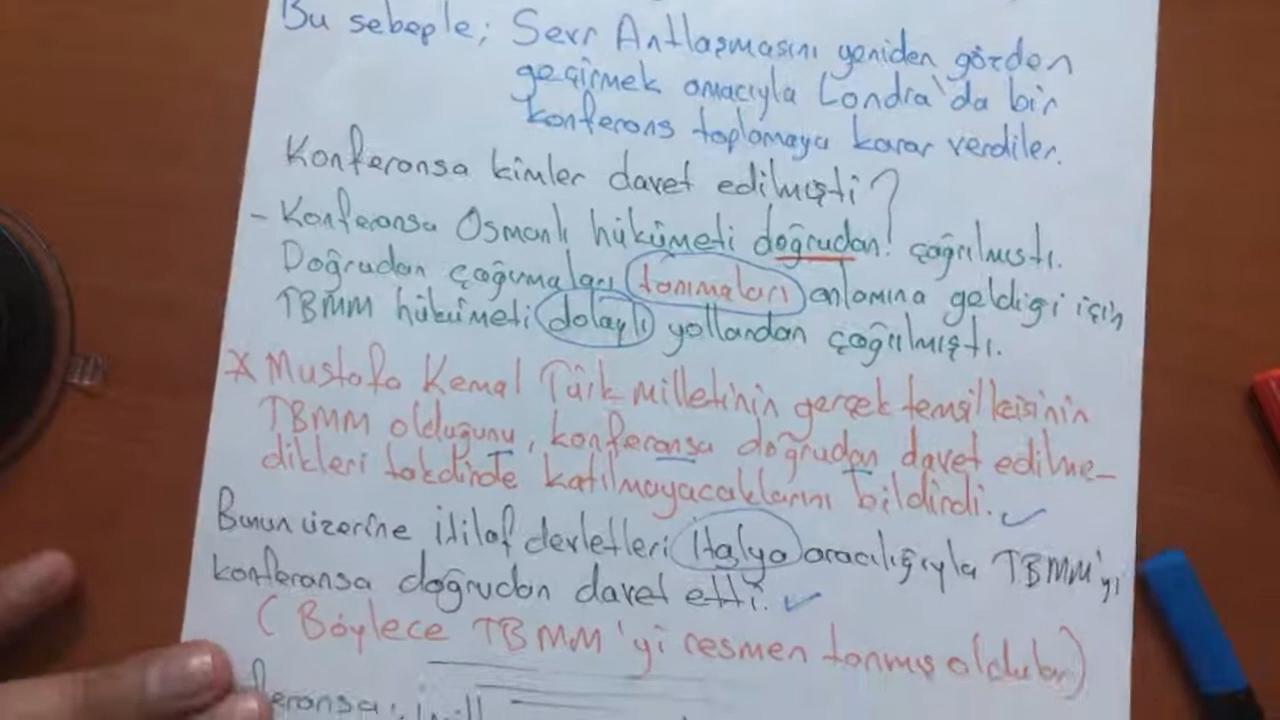 Bu sebeple; Sevr Antlaşmasını yeniden gözden
geçirmek amacıyla Londra'da bir
konferans toplamaya karar verdiler.
Konferansa kimler davet edilmişti?
- Konferansa Osmanlı hükümeti doğrudan! çağrılmıştı.
Doğrudan çağırmaları tanımaları anlamına geldiği için
TBMM hükümeti dolaylı yollardan çağrılmıştı.
* Mustafa Kemal Türk milletinin gerçek temsilcisinin
TBMM olduğunu, konferansa doğrudan davet edilme-
dikleri takdirde katılmayacaklarını bildirdi.
Bunun üzerine itilaf devletleri İtalya aracılığıyla TBMM'yi
konferansa doğrudan davet etti.
(Böylece TBMM'yi resmen tanımış oldular)